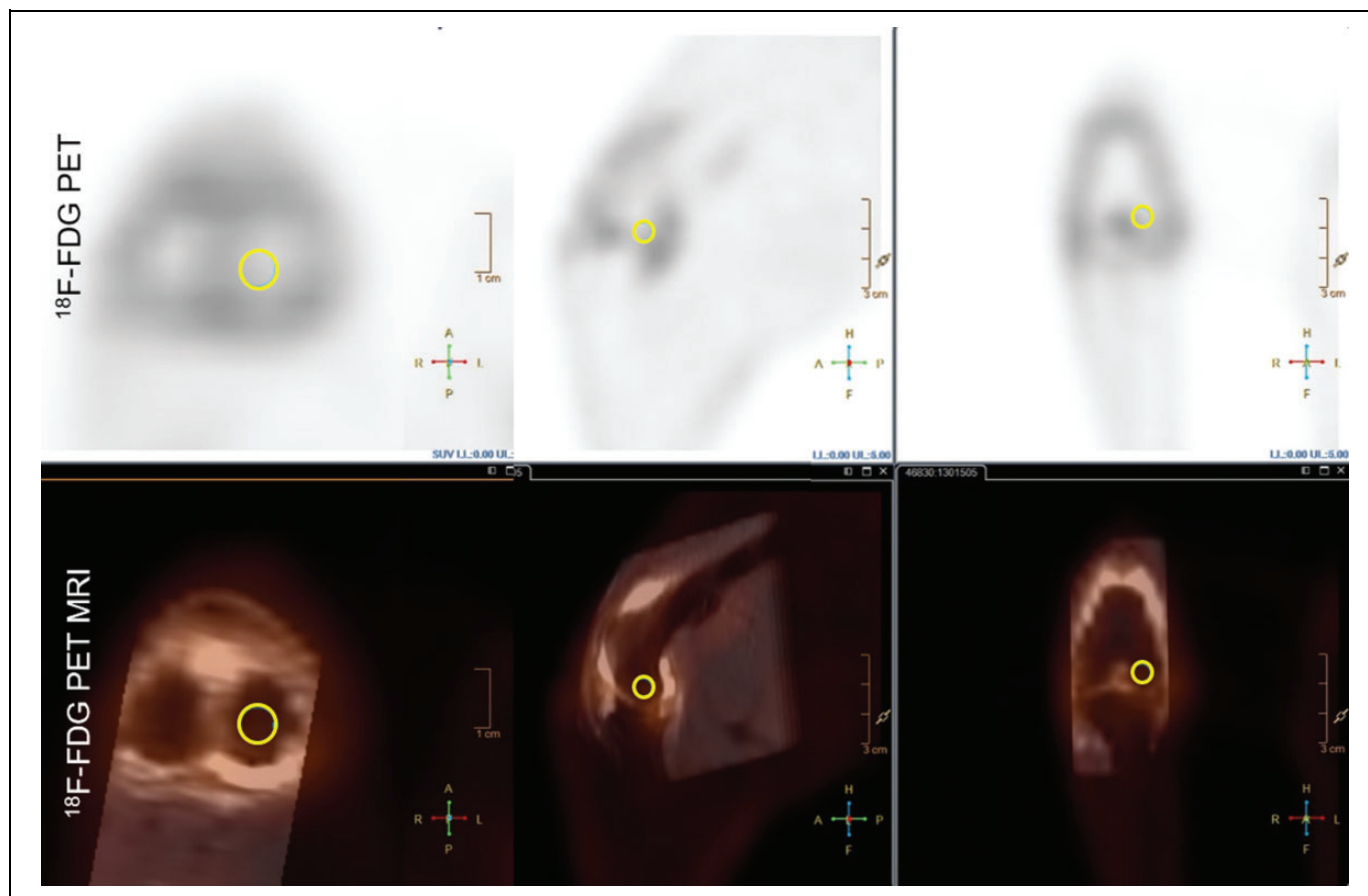 18F-FDG PET
1 cm
A
R L
P
SUV LL:0.00 UL:
3 cm
H
A P
F
LL:0.00 UL:5.00
3 cm
H
R A L
F
LL:0.00 UL:5.00
18F-FDG PET MRI
1 cm
A
R L
P
3 cm
H
A L P
F
46830:1301505
3 cm
H
R A L
F